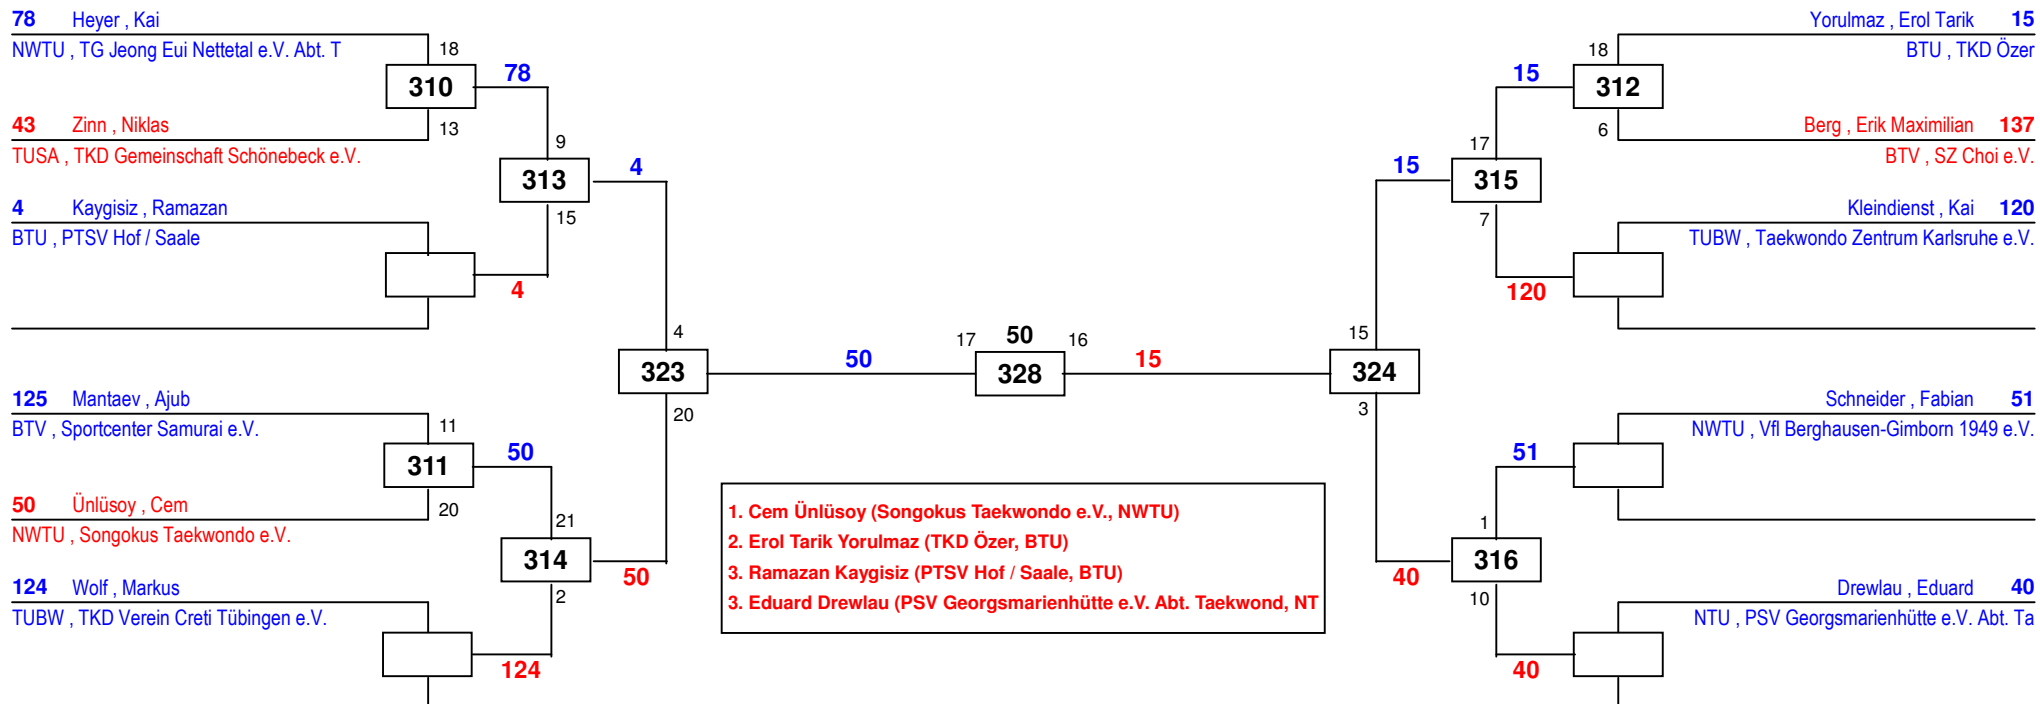 78 Heyer , Kai
NWTU , TG Jeong Eui Nettetal e.V. Abt. T
18
310
78
13
43 Zinn , Niklas
TUSA , TKD Gemeinschaft Schönebeck e.V.
9
313
4
15
4 Kaygisiz , Ramazan
BTU , PTSV Hof / Saale
4
4
323
50
20
125 Mantaev , Ajub
BTV , Sportcenter Samurai e.V.
11
311
50
20
50 Ünlüsoy , Cem
NWTU , Songokus Taekwondo e.V.
21
314
50
2
124 Wolf , Markus
TUBW , TKD Verein Creti Tübingen e.V.
124
17 50 16
328
15
1. Cem Ünlüsoy (Songokus Taekwondo e.V., NWTU)
2. Erol Tarik Yorulmaz (TKD Özer, BTU)
3. Ramazan Kaygisiz (PTSV Hof / Saale, BTU)
3. Eduard Drewlau (PSV Georgsmarienhütte e.V. Abt. Taekwond, NT
Yorulmaz , Erol Tarik 15
BTU , TKD Özer
18
15
312
6
Berg , Erik Maximilian 137
BTV , SZ Choi e.V.
17
15
315
7
Kleindienst , Kai 120
TUBW , Taekwondo Zentrum Karlsruhe e.V.
120
15
324
3
Schneider , Fabian 51
NWTU , Vfl Berghausen-Gimborn 1949 e.V.
51
1
316
40
10
Drewlau , Eduard 40
NTU , PSV Georgsmarienhütte e.V. Abt. Ta
40